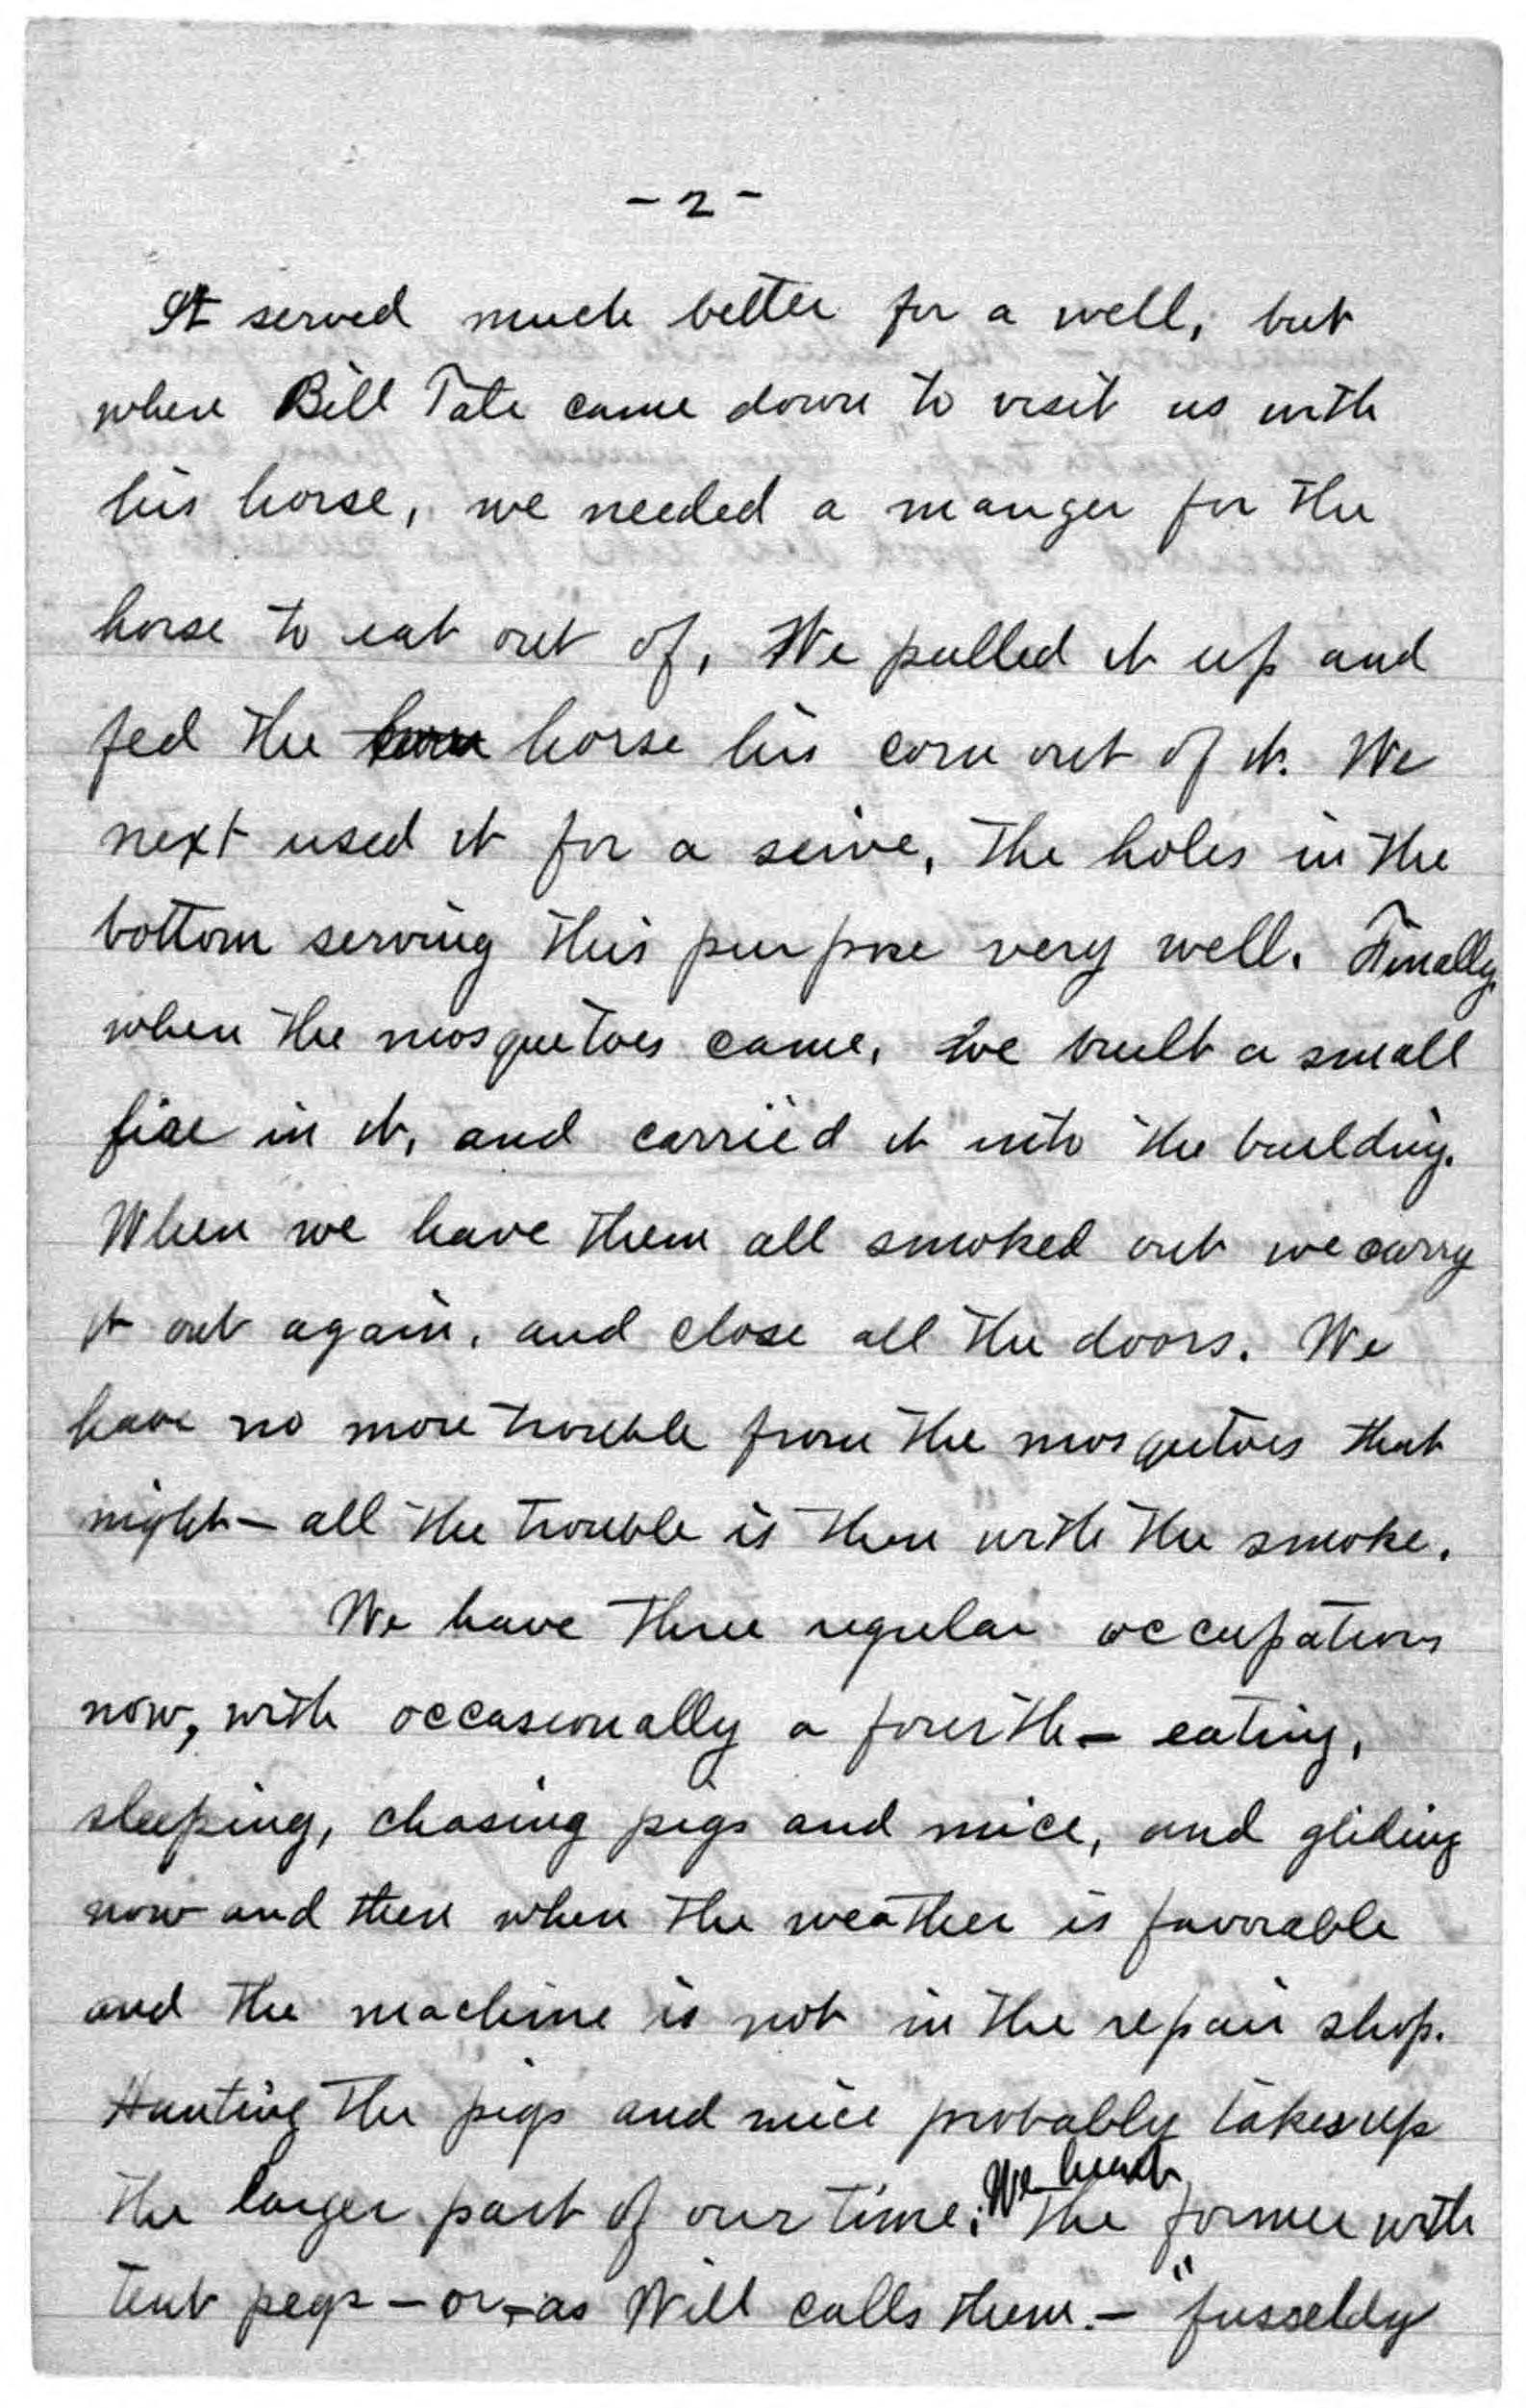 - 2 -
It served much better for a well, but
when Bill Tate came down to visit us with
his horse, we needed a manger for the
horse to eat out of, We pulled it up and
fed the horse his corn out of it. We
next used it for a seive, The holes in the
bottom serving this purpose very well. Finally,
when the mosquetoes came, we built a small
fire in it, and carried it into the building.
When we have them all smoked out we carry
it out again, and close all the doors. We
have no more trouble from the mosquetoes that
night — all the trouble is then with the smoke.
We have three regular occupations
now, with occasionally a fourth — eating,
sleeping, chasing pigs and mice, and gliding
now and then when the weather is favorable
and the machine is not in the repair shop.
Hunting the pigs and mice probably takes up
We hunt
the larger part of our time; The former with
tent pegs — or — as Will calls them. — "fusseldy